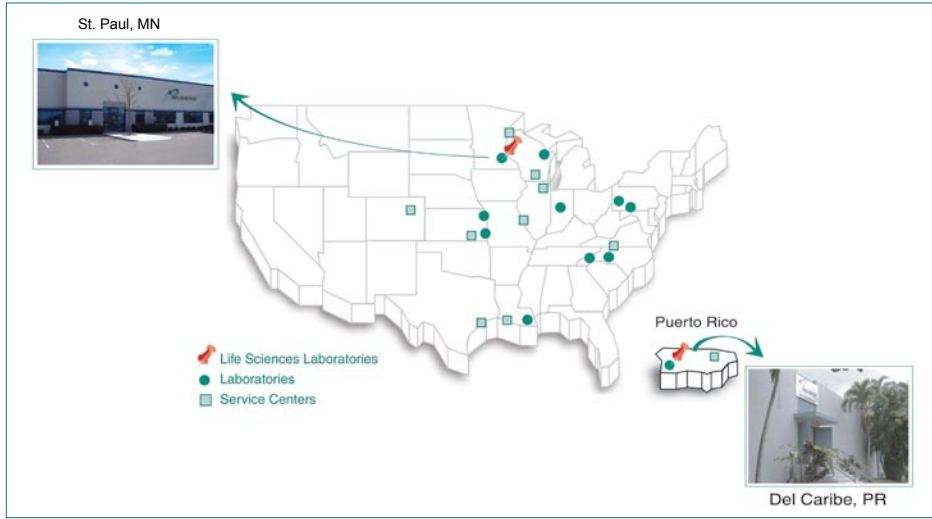 St. Paul, MN
Puerto Rico
Life Sciences Laboratories
Laboratories
Service Centers
Del Caribe, PR